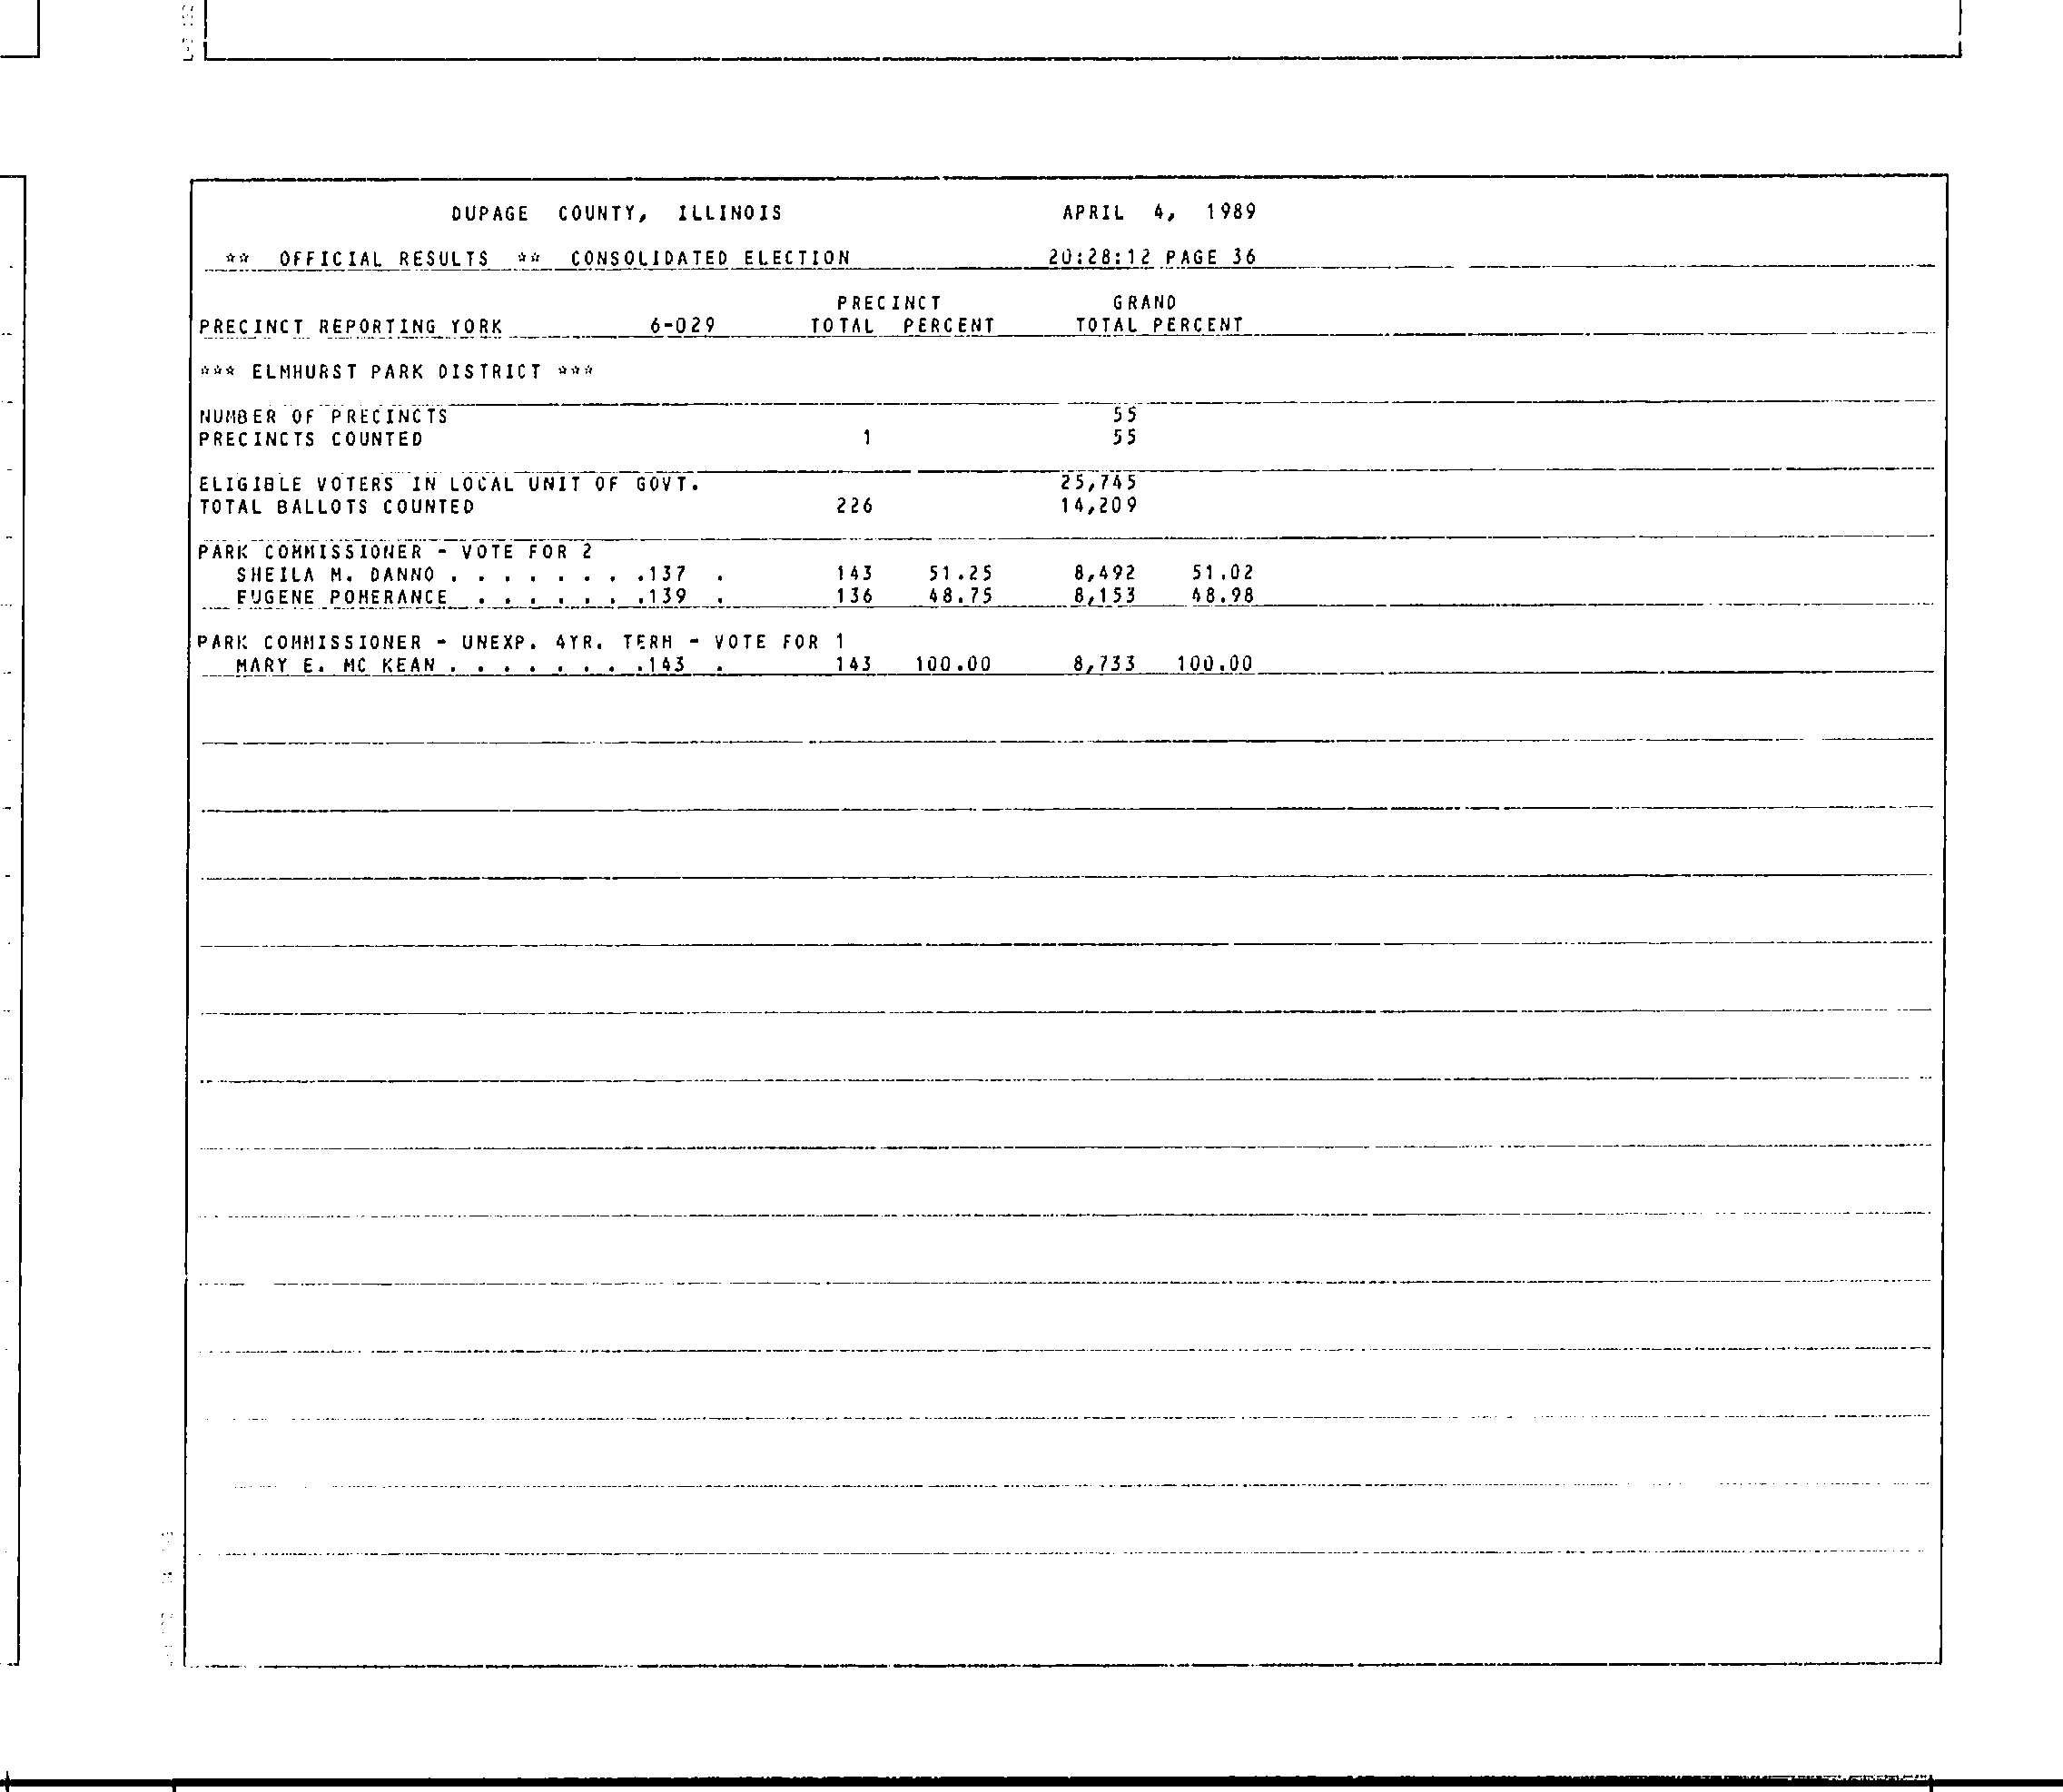 DUPAGE COUNTY, ILLINOIS APRIL 4, 1989
** OFFICIAL RESULTS ** CONSOLIDATED ELECTION 20:28:12 PAGE 36
PRECINCT GRAND
PRECINCT REPORTING YORK 6-029 TOTAL PERCENT TOTAL PERCENT
*** ELMHURST PARK DISTRICT ***
NUMBER OF PRECINCTS 55
PRECINCTS COUNTED 1 55
ELIGIBLE VOTERS IN LOCAL UNIT OF GOVT. 25,745
TOTAL BALLOTS COUNTED 226 14,209
PARK COMMISSIONER - VOTE FOR 2
SHEILA M. DANNO . . . . . . . .137 . 143 51.25 8,492 51.02
EUGENE POMERANCE . . . . . . .139 . 136 48.75 8,153 48.98
PARK COMMISSIONER - UNEXP. 4YR. TERM - VOTE FOR 1
MARY E. MC KEAN . . . . . . . .143 . 143 100.00 8,733 100.00